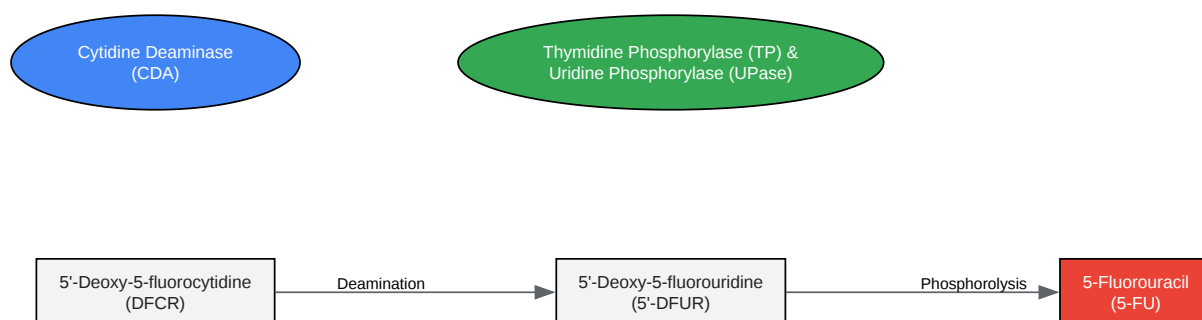 Cytidine Deaminase
(CDA)
Thymidine Phosphorylase (TP) &
Uridine Phosphorylase (UPase)
5'-Deoxy-5-fluorocytidine
(DFCR)
Deamination
5'-Deoxy-5-fluorouridine
(5'-DFUR)
Phosphorolysis
5-Fluorouracil
(5-FU)